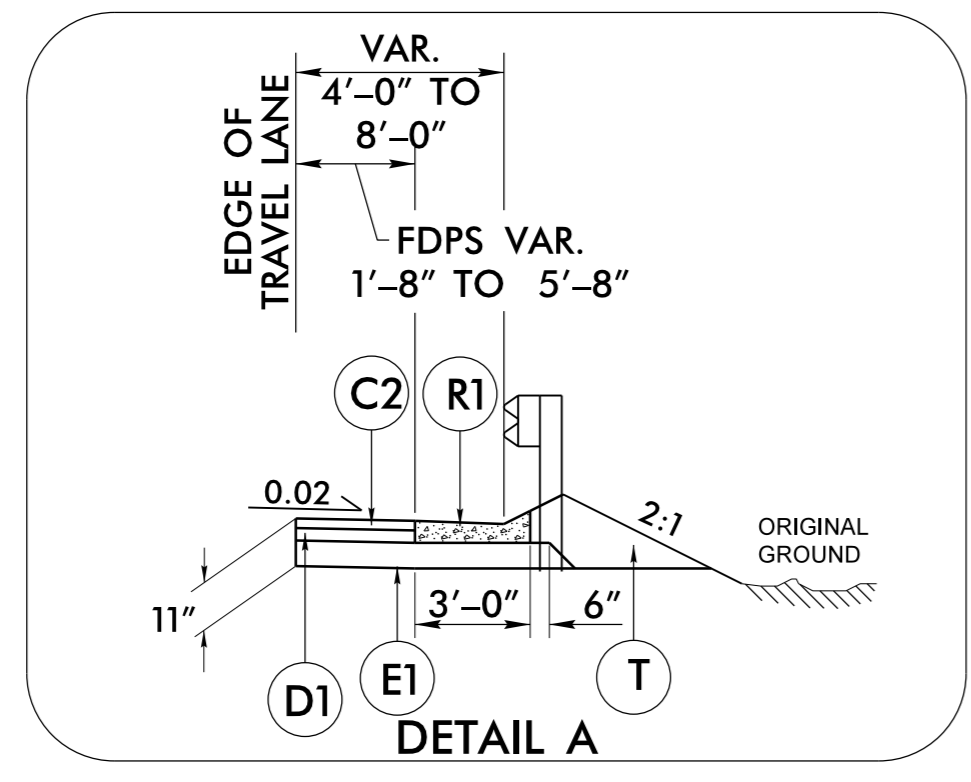 VAR.
4'–0" TO
8'–0"
EDGE OF
TRAVEL LANE
FDPS VAR.
1'–8" TO 5'–8"
C2
R1
0.02
2:1
ORIGINAL
GROUND
11"
3'–0"
6"
D1
E1
T
DETAIL A